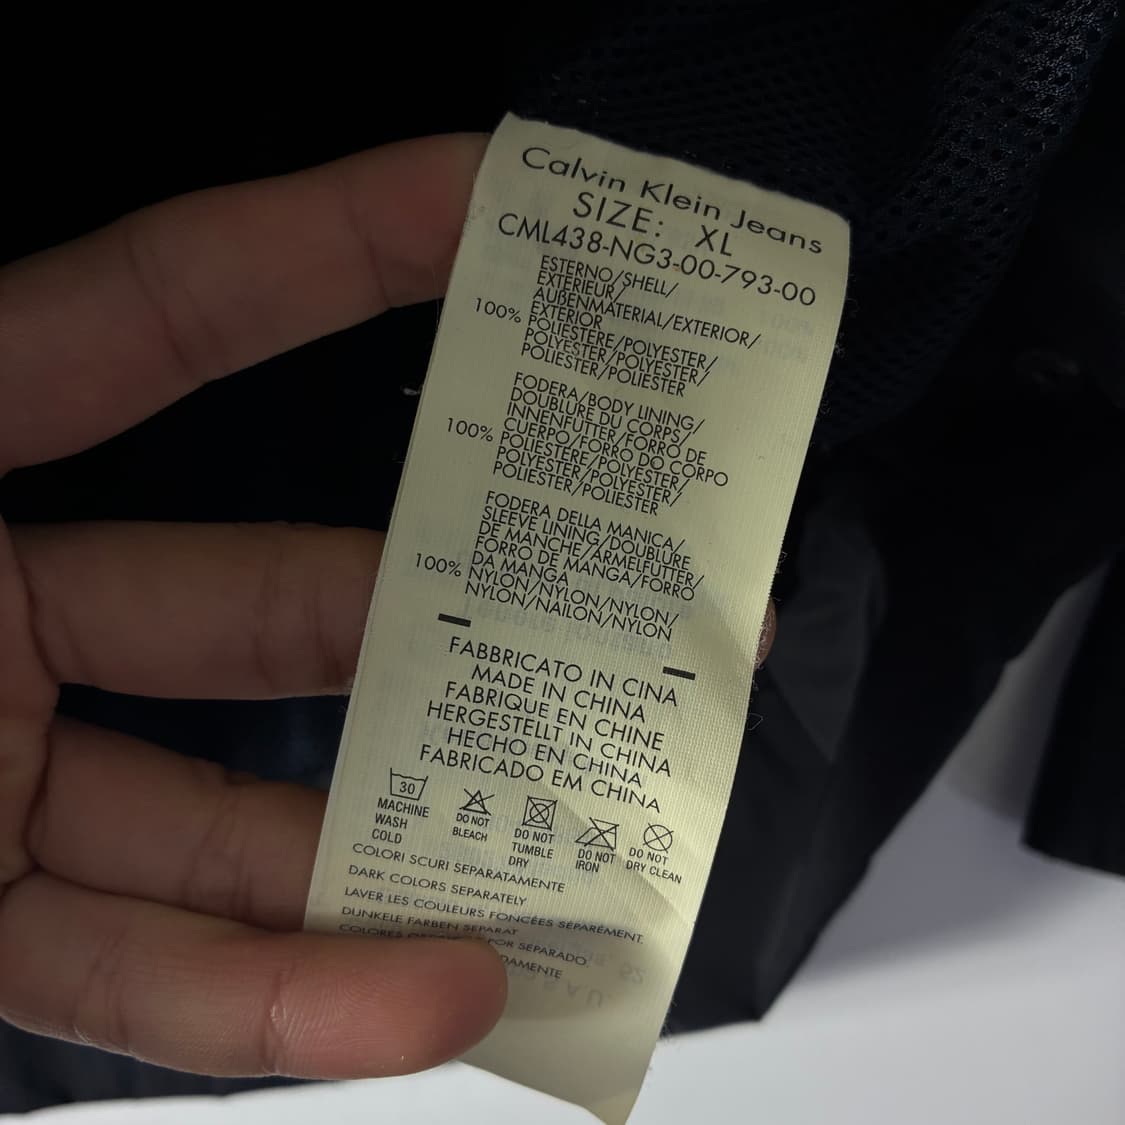 Calvin Klein Jeans
SIZE: XL
CML438-NG3-00-793-00
ESTERNO/SHELL/
EXTÉRIEUR/
AUßENMATERIAL/EXTERIOR/
EXTERIOR
100% POLIESTERE/POLYESTER/
POLYESTER/POLYESTER/
POLIESTER/POLIESTER
FODERA/BODY LINING/
DOUBLURE DU CORPS/
INNENFUTTER/FORRO DE
CUERPO/FORRO DO CORPO
100% POLIESTERE/POLYESTER/
POLYESTER/POLYESTER/
POLIESTER/POLIESTER
FODERA DELLA MANICA/
SLEEVE LINING/DOUBLURE
DE MANCHE/ARMELFUTTER/
FORRO DE MANGA/FORRO
DA MANGA
100% NYLON/NYLON/NYLON/
NYLON/NAILON/NYLON
FABBRICATO IN CINA
MADE IN CHINA
FABRIQUE EN CHINE
HERGESTELLT IN CHINA
HECHO EN CHINA
FABRICADO EM CHINA
30
MACHINE
WASH
COLD
DO NOT
BLEACH
DO NOT
TUMBLE
DRY
DO NOT
IRON
DO NOT
DRY CLEAN
COLORI SCURI SEPARATAMENTE
DARK COLORS SEPARATELY
LAVER LES COULEURS FONCÉES SÉPARÉMENT.
DUNKELE FARBEN SEPARAT
COLORES POR SEPARADO.